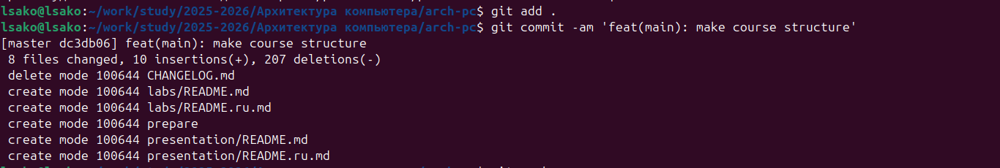 lsako@lsako:~/work/study/2025-2026/Архитектура компьютера/arch-pc$ git add .
lsako@lsako:~/work/study/2025-2026/Архитектура компьютера/arch-pc$ git commit -am 'feat(main): make course structure'
[master dc3db06] feat(main): make course structure
 8 files changed, 10 insertions(+), 207 deletions(-)
 delete mode 100644 CHANGELOG.md
 create mode 100644 labs/README.md
 create mode 100644 labs/README.ru.md
 create mode 100644 prepare
 create mode 100644 presentation/README.md
 create mode 100644 presentation/README.ru.md